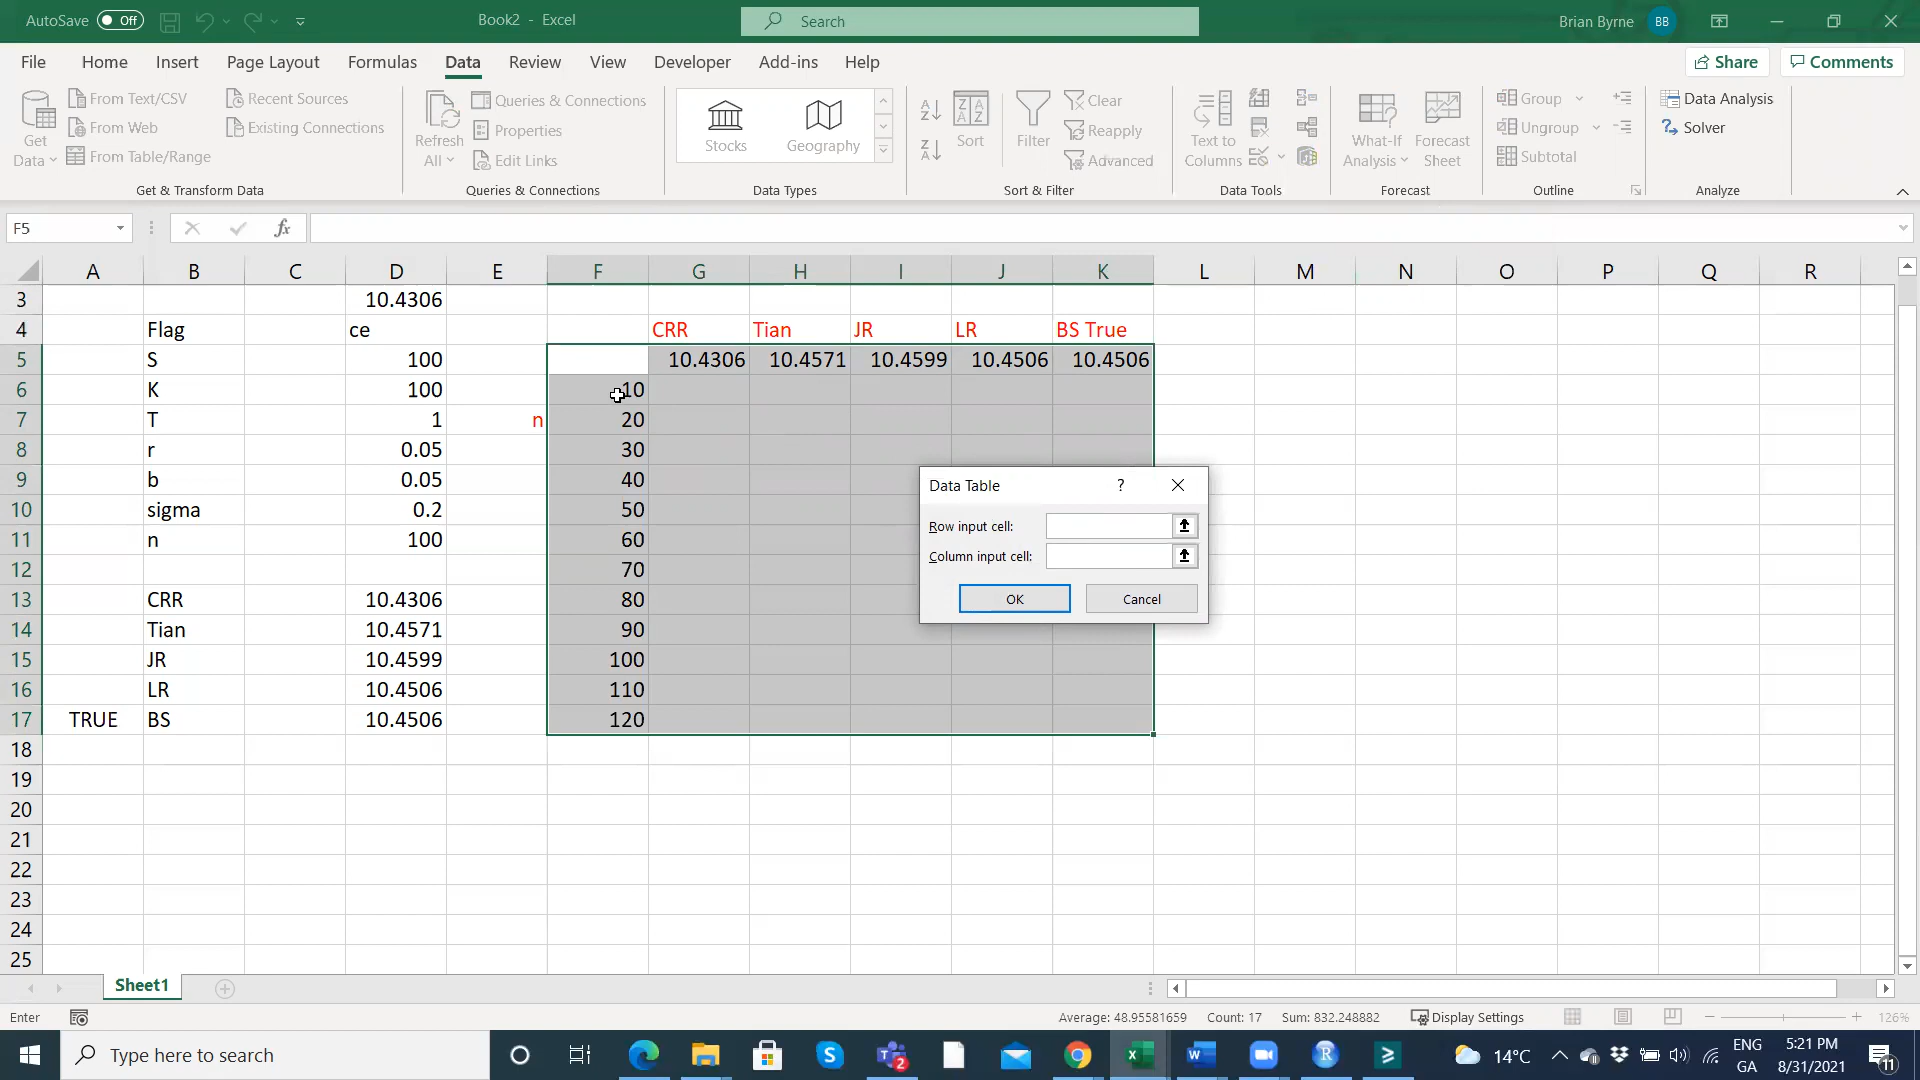 AutoSave Off Book2 - Excel Search Brian Byrne BB
File Home Insert Page Layout Formulas Data Review View Developer Add-ins Help Share Comments
Get Data From Text/CSV From Web From Table/Range Recent Sources Existing Connections
Get & Transform Data
Refresh All Queries & Connections Properties Edit Links
Queries & Connections
Stocks Geography
Data Types
Sort Filter Clear Reapply Advanced
Sort & Filter
Text to Columns
Data Tools
What-If Analysis Forecast Sheet
Forecast
Group Ungroup Subtotal
Outline
Data Analysis Solver
Analyze
F5 fx
A B C D E F G H I J K L M N O P Q R
3 10.4306
4 Flag ce CRR Tian JR LR BS True
5 S 100 10.4306 10.4571 10.4599 10.4506 10.4506
6 K 100 10
7 T 1 n 20
8 r 0.05 30
9 b 0.05 40
10 sigma 0.2 50
11 n 100 60
12 70
13 CRR 10.4306 80
14 Tian 10.4571 90
15 JR 10.4599 100
16 LR 10.4506 110
17 TRUE BS 10.4506 120
18
19
20
21
22
23
24
25
Data Table ?
Row input cell:
Column input cell:
OK Cancel
Sheet1
Enter Average: 48.95581659 Count: 17 Sum: 832.248882 Display Settings 126%
Type here to search 2 14°C ENG 5:21 PM
GA 8/31/2021 11